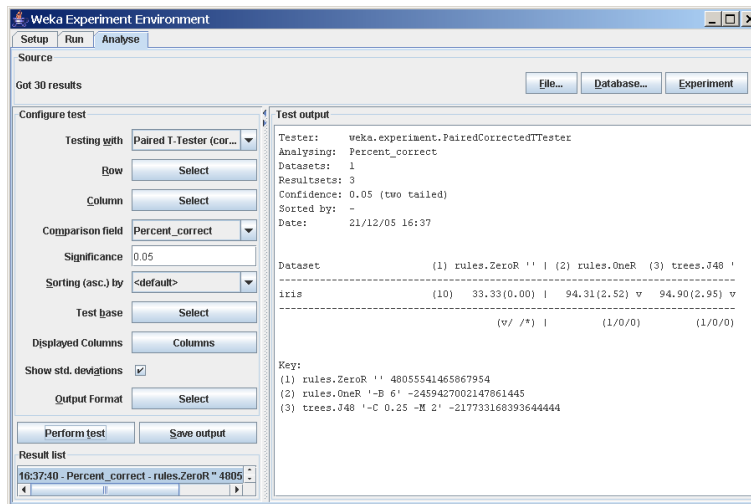 Weka Experiment Environment
Setup Run Analyse
Source
Got 30 results
File... Database... Experiment
Configure test
Testing with Paired T-Tester (cor...
Row Select
Column Select
Comparison field Percent_correct
Significance 0.05
Sorting (asc.) by <default>
Test base Select
Displayed Columns Columns
Show std. deviations
Output Format Select
Perform test Save output
Result list
16:37:40 - Percent_correct - rules.ZeroR '' 4805
Test output
Tester: weka.experiment.PairedCorrectedTTester
Analysing: Percent_correct
Datasets: 1
Resultsets: 3
Confidence: 0.05 (two tailed)
Sorted by: -
Date: 21/12/05 16:37
Dataset (1) rules.ZeroR '' | (2) rules.OneR (3) trees.J48 '
--------------------------------------------------------------
iris (10) 33.33(0.00) | 94.31(2.52) v 94.90(2.95) v
--------------------------------------------------------------
(v/ /*) | (1/0/0) (1/0/0)
Key:
(1) rules.ZeroR '' 48055541465867954
(2) rules.OneR '-B 6' -2459427002147861445
(3) trees.J48 '-C 0.25 -M 2' -217733168393644444